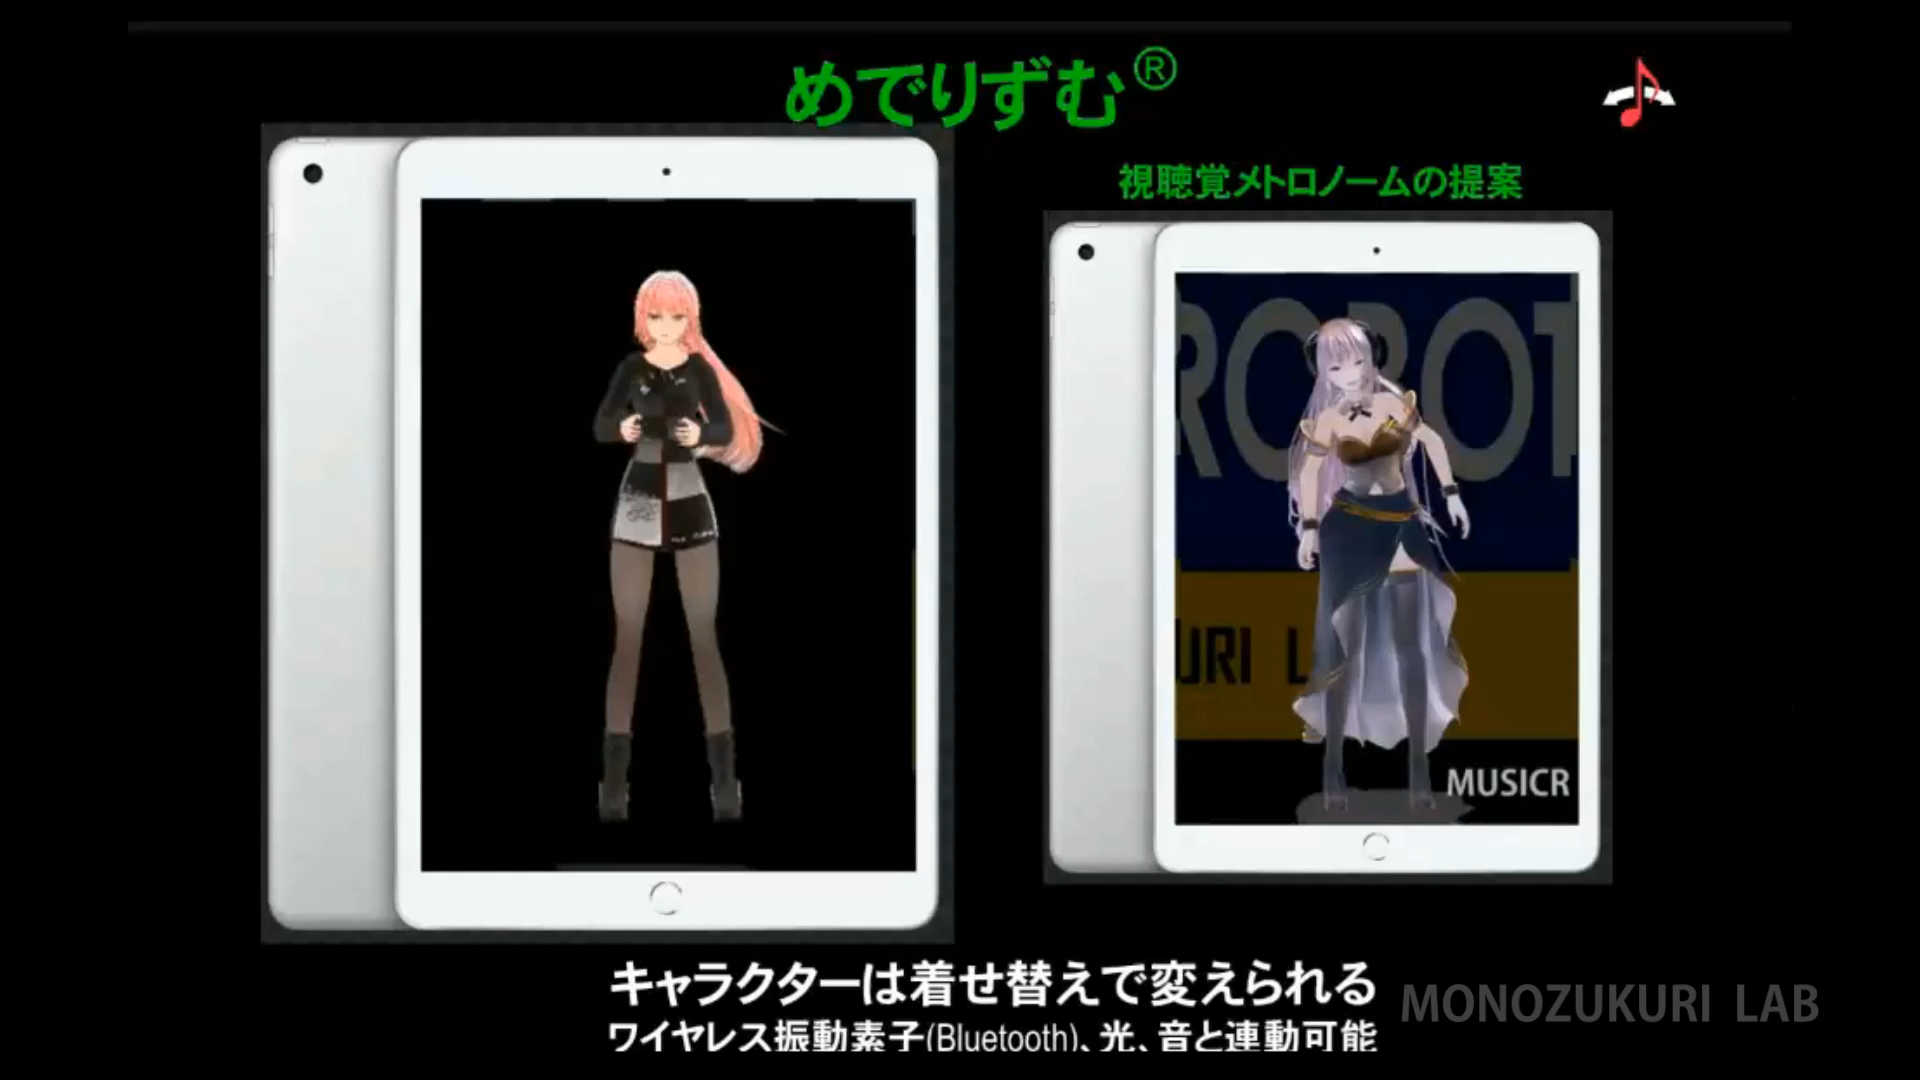 めでりずむ®
視聴覚メトロノームの提案
ROBOT
URI L
MUSICR
キャラクターは着せ替えで変えられる
ワイヤレス振動素子(Bluetooth)、光、音と連動可能
MONOZUKURI LAB